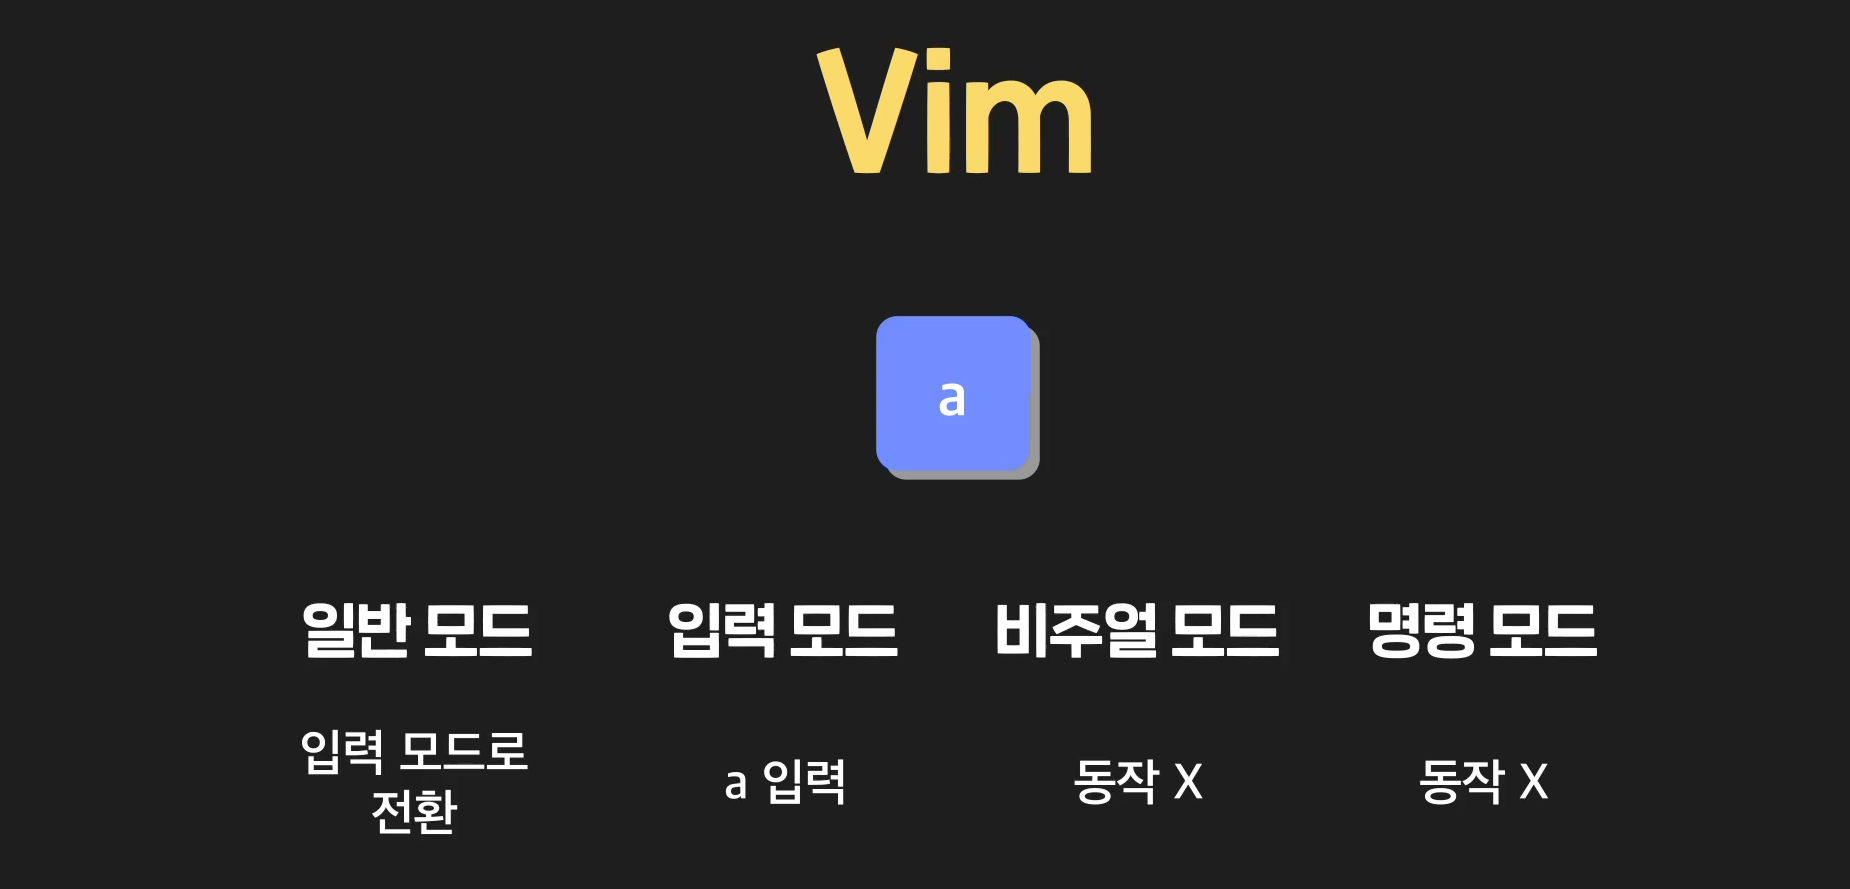 Vim
a
일반 모드
입력 모드
비주얼 모드
명령 모드
입력 모드로
전환
a 입력
동작 X
동작 X